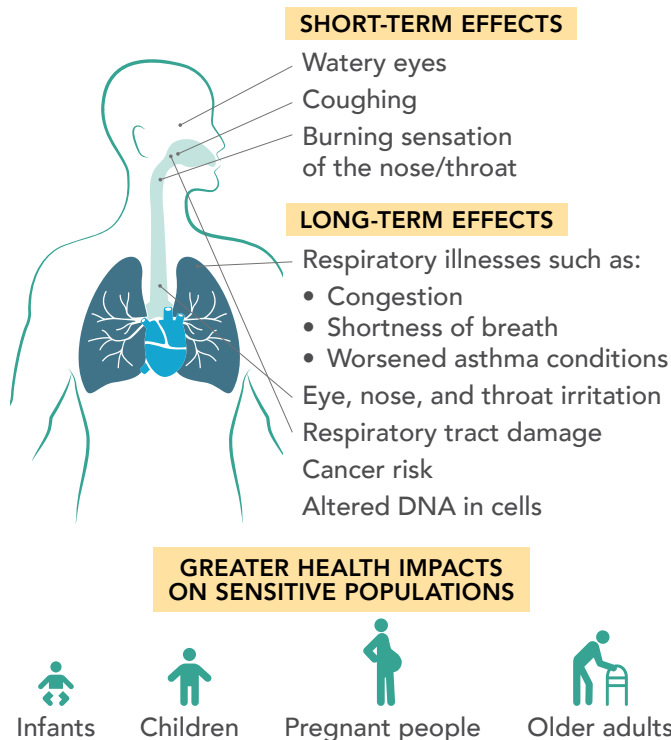 SHORT-TERM EFFECTS
Watery eyes
Coughing
Burning sensation
of the nose/throat
LONG-TERM EFFECTS
Respiratory illnesses such as:
• Congestion
• Shortness of breath
• Worsened asthma conditions
Eye, nose, and throat irritation
Respiratory tract damage
Cancer risk
Altered DNA in cells
GREATER HEALTH IMPACTS
ON SENSITIVE POPULATIONS
Infants
Children
Pregnant people
Older adults